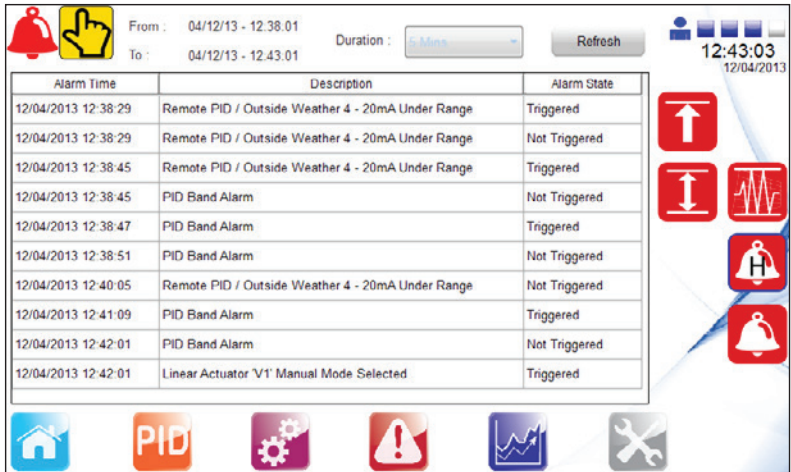 From : 04/12/13 - 12.38.01
To : 04/12/13 - 12.43.01
Duration : 5 Mins
Refresh
12:43:03
12/04/2013
Alarm Time Description Alarm State
12/04/2013 12:38:29 Remote PID / Outside Weather 4 - 20mA Under Range Triggered
12/04/2013 12:38:29 Remote PID / Outside Weather 4 - 20mA Under Range Not Triggered
12/04/2013 12:38:45 Remote PID / Outside Weather 4 - 20mA Under Range Triggered
12/04/2013 12:38:45 PID Band Alarm Not Triggered
12/04/2013 12:38:47 PID Band Alarm Triggered
12/04/2013 12:38:51 PID Band Alarm Not Triggered
12/04/2013 12:40:05 Remote PID / Outside Weather 4 - 20mA Under Range Not Triggered
12/04/2013 12:41:09 PID Band Alarm Triggered
12/04/2013 12:42:01 PID Band Alarm Not Triggered
12/04/2013 12:42:01 Linear Actuator 'V1' Manual Mode Selected Triggered
H
PID